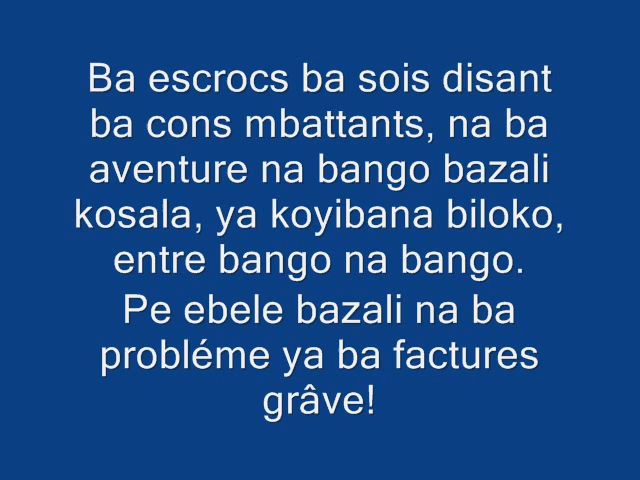 Ba escrocs ba sois disant
ba cons mbattants, na ba
aventure na bango bazali
kosala, ya koyibana biloko,
entre bango na bango.
Pe ebele bazali na ba
probléme ya ba factures
grâve!